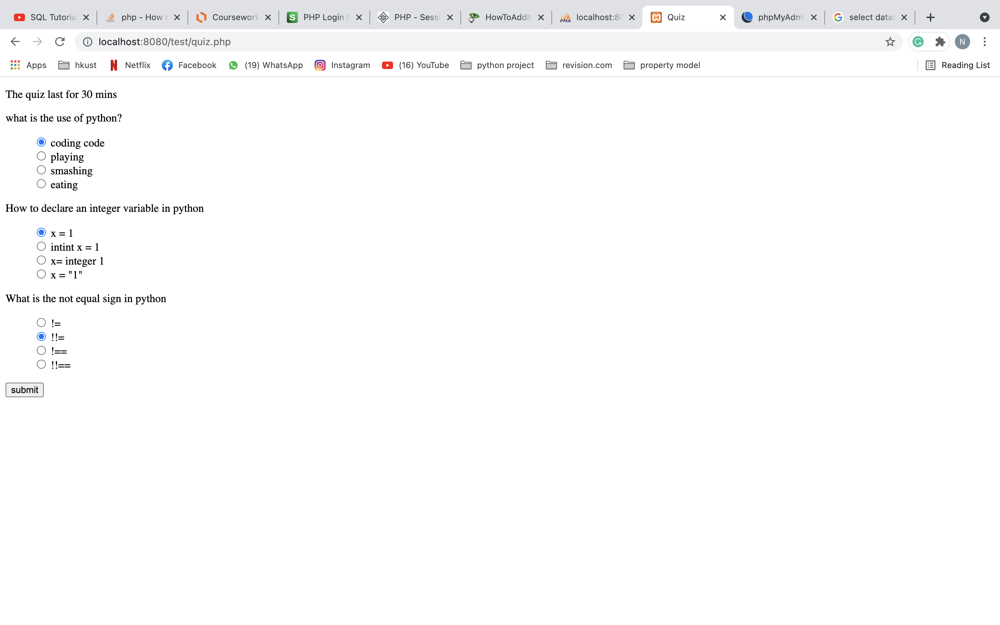 SQL Tutoria
php - How t
Coursework
PHP Login l
PHP - Sessi
HowToAddIt
localhost:80
Quiz
phpMyAdmi
select datab
localhost:8080/test/quiz.php
N
Apps
hkust
Netflix
Facebook
(19) WhatsApp
Instagram
(16) YouTube
python project
revision.com
property model
Reading List
The quiz last for 30 mins
what is the use of python?
coding code
playing
smashing
eating
How to declare an integer variable in python
x = 1
intint x = 1
x= integer 1
x = "1"
What is the not equal sign in python
!=
!!=
!==
!!==
submit